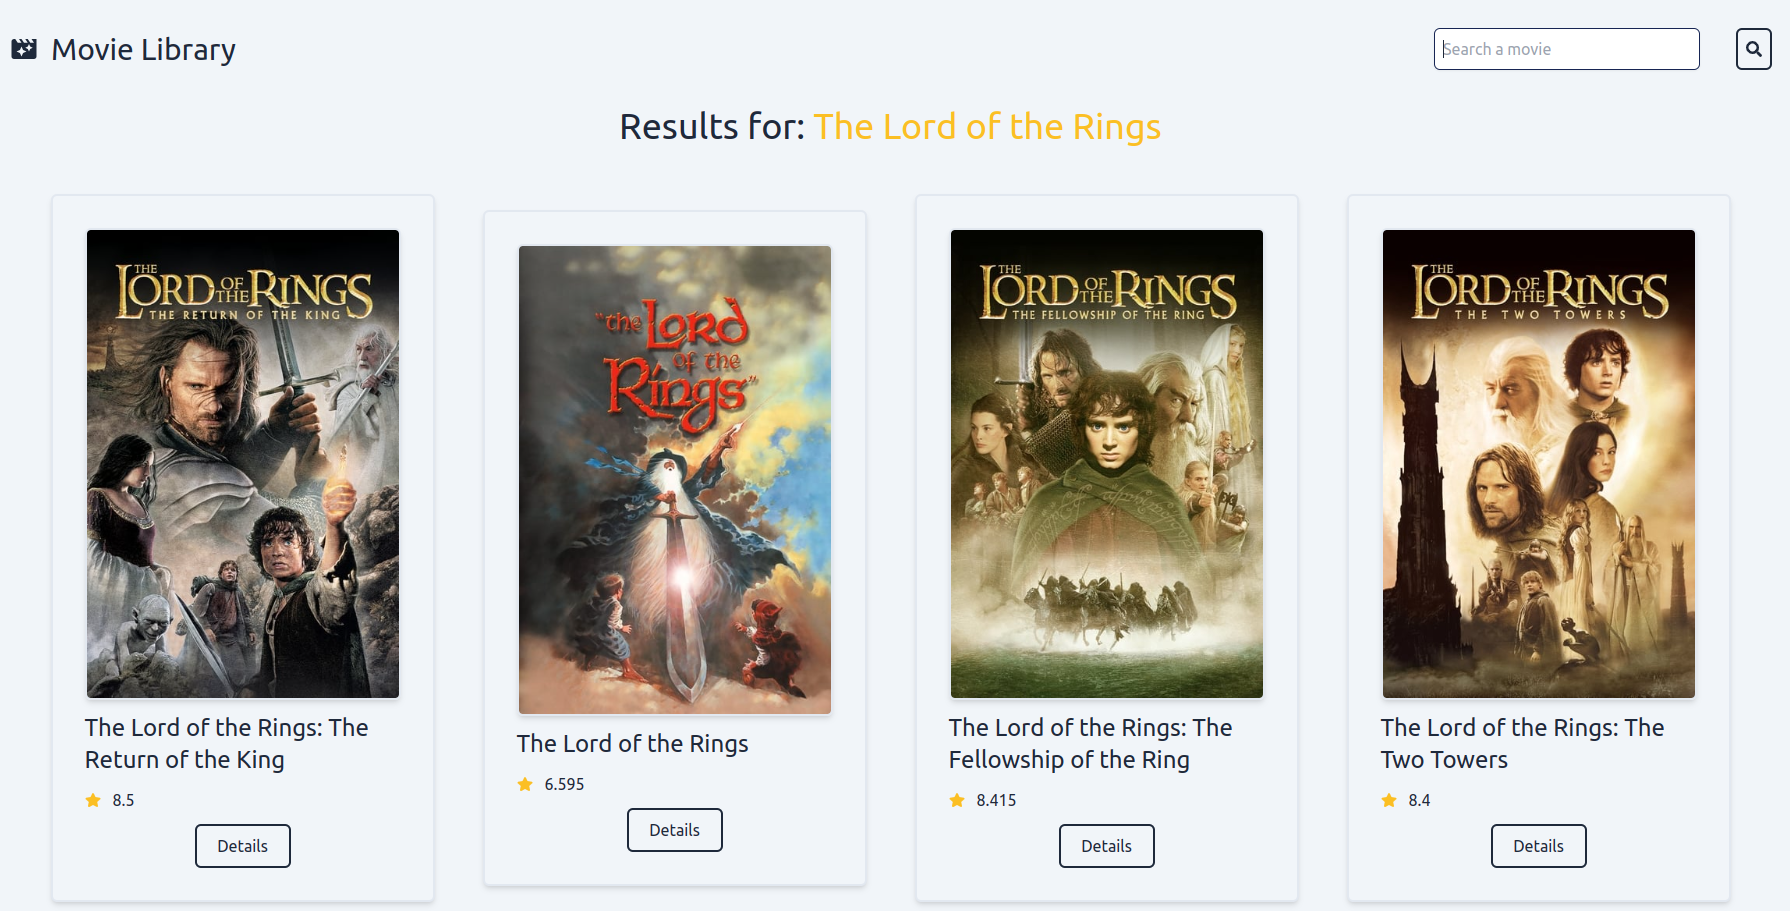 Movie Library
Search a movie
Results for: The Lord of the Rings
THE
LORD OF THE RINGS
THE RETURN OF THE KING
The Lord of the Rings: The
Return of the King
8.5
Details
"the Lord
of the
Rings"
The Lord of the Rings
6.595
Details
THE
LORD OF THE RINGS
THE FELLOWSHIP OF THE RING
The Lord of the Rings: The
Fellowship of the Ring
8.415
Details
THE
LORD OF THE RINGS
THE TWO TOWERS
The Lord of the Rings: The
Two Towers
8.4
Details